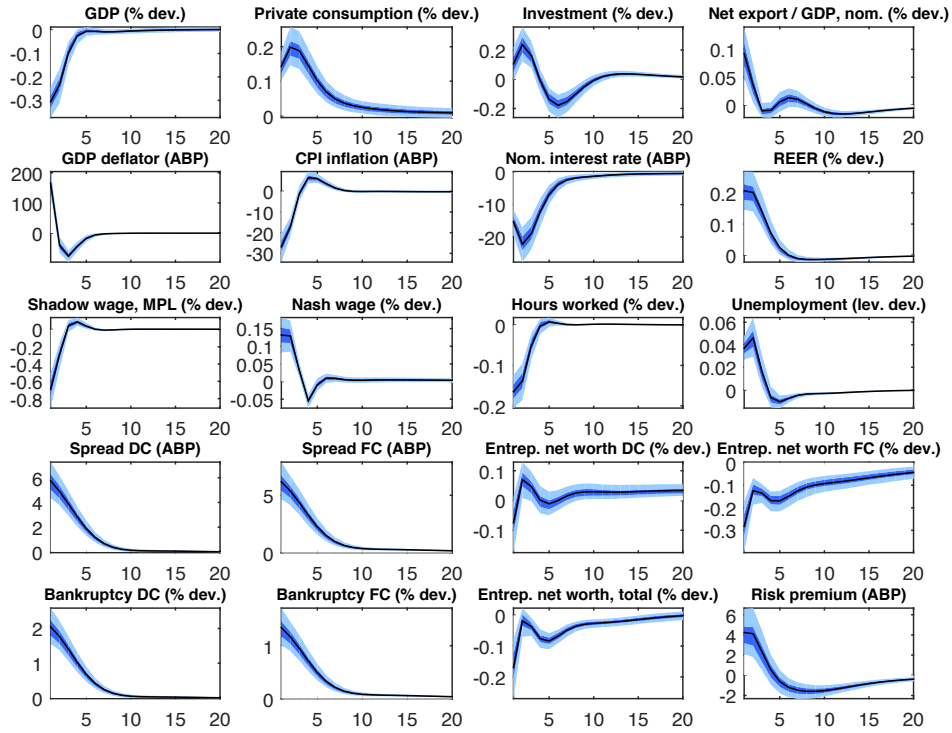 GDP (% dev.)
0
-0.1
-0.2
-0.3
5 10 15 20
Private consumption (% dev.)
0.2
0.1
0
5 10 15 20
Investment (% dev.)
0.2
0
-0.2
5 10 15 20
Net export / GDP, nom. (% dev.)
0.1
0.05
0
5 10 15 20
GDP deflator (ABP)
200
100
0
5 10 15 20
CPI inflation (ABP)
0
-10
-20
-30
5 10 15 20
Nom. interest rate (ABP)
0
-10
-20
5 10 15 20
REER (% dev.)
0.2
0.1
0
5 10 15 20
Shadow wage, MPL (% dev.)
0
-0.2
-0.4
-0.6
-0.8
5 10 15 20
Nash wage (% dev.)
0.15
0.1
0.05
0
-0.05
5 10 15 20
Hours worked (% dev.)
0
-0.1
-0.2
5 10 15 20
Unemployment (lev. dev.)
0.06
0.04
0.02
0
5 10 15 20
Spread DC (ABP)
6
4
2
0
5 10 15 20
Spread FC (ABP)
5
0
5 10 15 20
Entrep. net worth DC (% dev.)
0.1
0
-0.1
5 10 15 20
Entrep. net worth FC (% dev.)
0
-0.1
-0.2
-0.3
5 10 15 20
Bankruptcy DC (% dev.)
2
1
0
5 10 15 20
Bankruptcy FC (% dev.)
1
0
5 10 15 20
Entrep. net worth, total (% dev.)
0
-0.1
-0.2
5 10 15 20
Risk premium (ABP)
6
4
2
0
-2
5 10 15 20